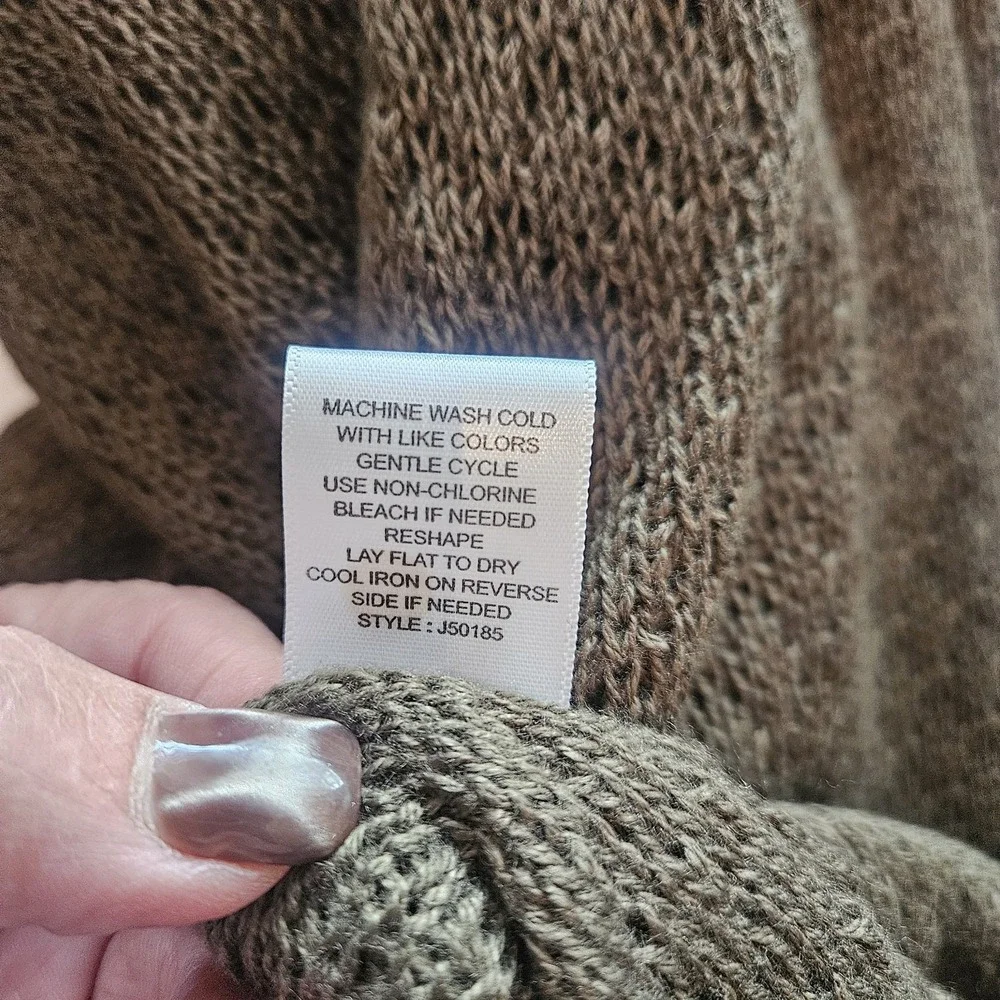 MACHINE WASH COLD
WITH LIKE COLORS
GENTLE CYCLE
USE NON-CHLORINE
BLEACH IF NEEDED
RESHAPE
LAY FLAT TO DRY
COOL IRON ON REVERSE
SIDE IF NEEDED
STYLE : J50185